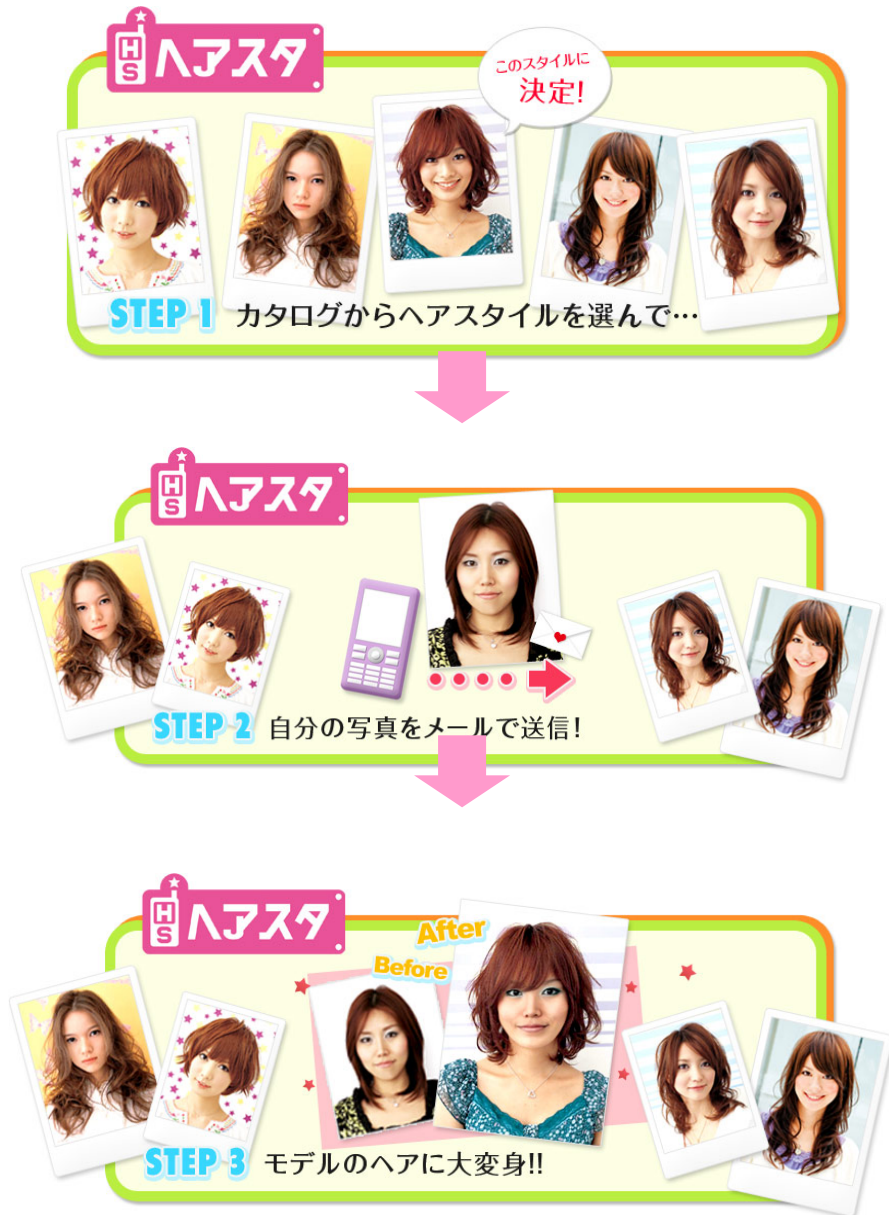 HS ヘアスタ
このスタイルに
決定!
STEP 1 カタログからヘアスタイルを選んで…
HS ヘアスタ
STEP 2 自分の写真をメールで送信!
HS ヘアスタ
After
Before
STEP 3 モデルのヘアに大変身!!